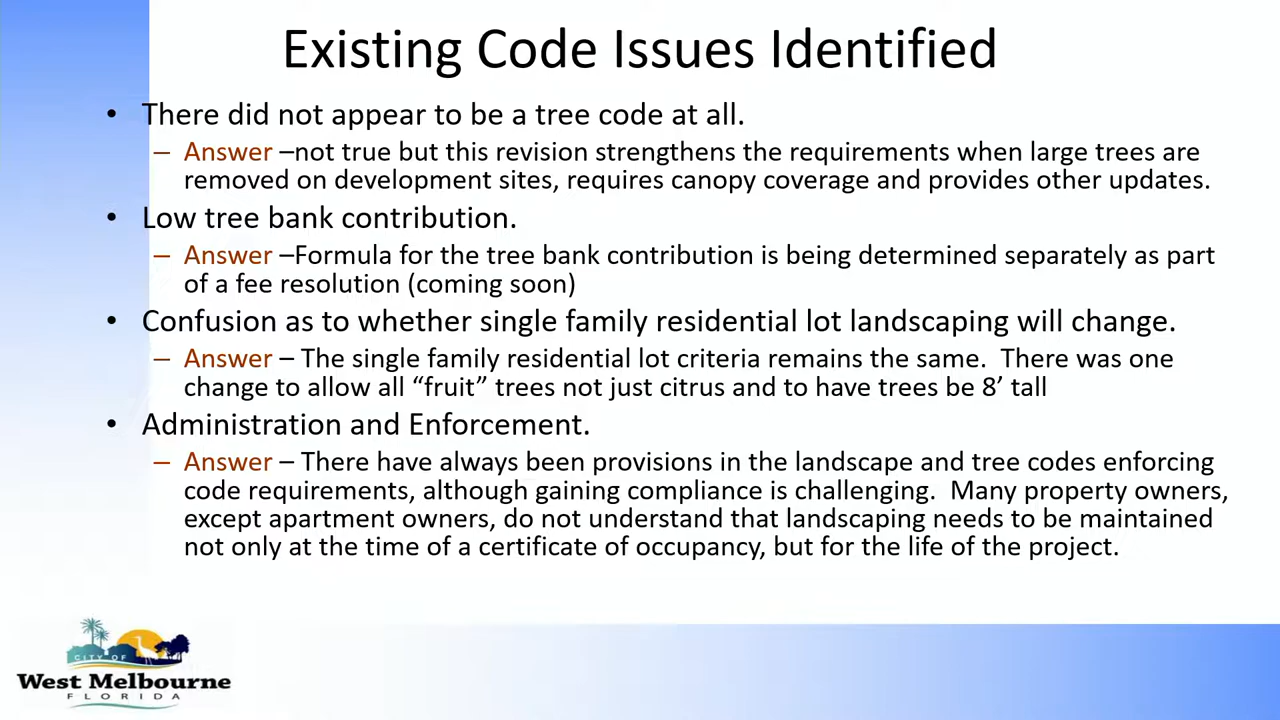 Existing Code Issues Identified
• There did not appear to be a tree code at all.
– Answer –not true but this revision strengthens the requirements when large trees are
removed on development sites, requires canopy coverage and provides other updates.
• Low tree bank contribution.
– Answer –Formula for the tree bank contribution is being determined separately as part
of a fee resolution (coming soon)
• Confusion as to whether single family residential lot landscaping will change.
– Answer – The single family residential lot criteria remains the same.  There was one
change to allow all “fruit” trees not just citrus and to have trees be 8’ tall
• Administration and Enforcement.
– Answer – There have always been provisions in the landscape and tree codes enforcing
code requirements, although gaining compliance is challenging.  Many property owners,
except apartment owners, do not understand that landscaping needs to be maintained
not only at the time of a certificate of occupancy, but for the life of the project.
CITY OF
West Melbourne
FLORIDA